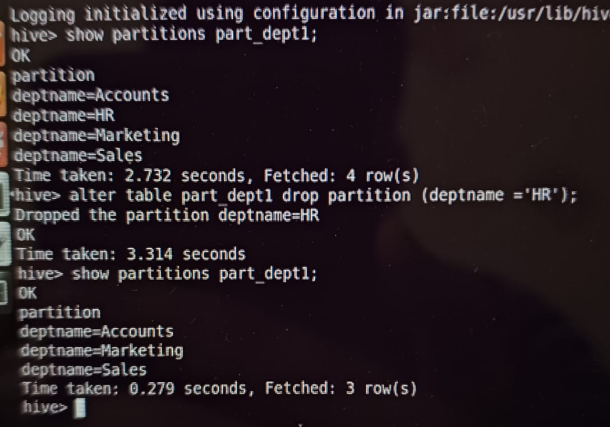 Logging initialized using configuration in jar:file:/usr/lib/hiv
hive> show partitions part_dept1;
OK
partition
deptname=Accounts
deptname=HR
deptname=Marketing
deptname=Sales
Time taken: 2.732 seconds, Fetched: 4 row(s)
hive> alter table part_dept1 drop partition (deptname ='HR');
Dropped the partition deptname=HR
OK
Time taken: 3.314 seconds
hive> show partitions part_dept1;
OK
partition
deptname=Accounts
deptname=Marketing
deptname=Sales
Time taken: 0.279 seconds, Fetched: 3 row(s)
hive>